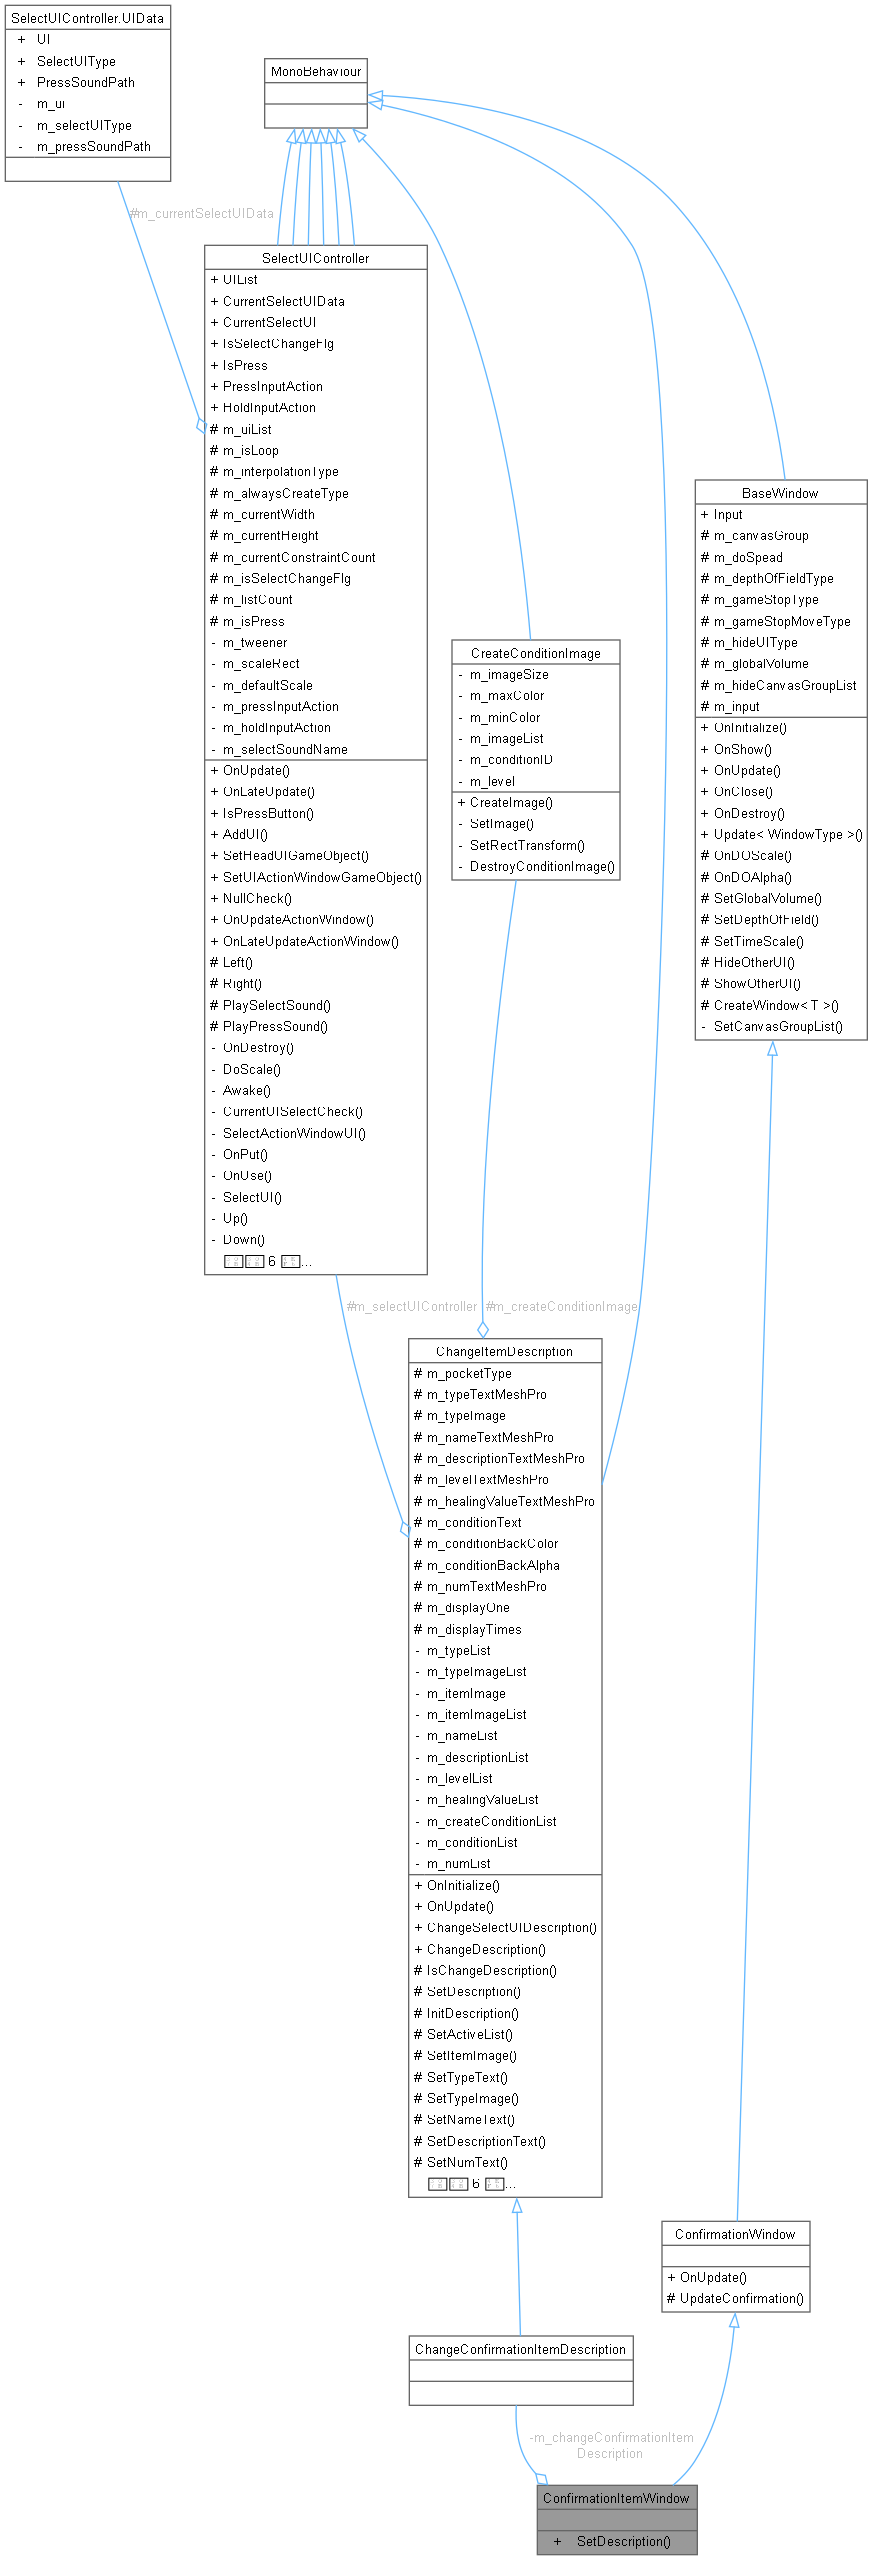 SelectUIController.UIData
+ UI
+ SelectUIType
+ PressSoundPath
- m_ui
- m_selectUIType
- m_pressSoundPath
MonoBehaviour
#m_currentSelectUIData
SelectUIController
+ UIList
+ CurrentSelectUIData
+ CurrentSelectUI
+ IsSelectChangeFlg
+ IsPress
+ PressInputAction
+ HoldInputAction
# m_uiList
# m_isLoop
# m_interpolationType
# m_alwaysCreateType
# m_currentWidth
# m_currentHeight
# m_currentConstraintCount
# m_isSelectChangeFlg
# m_listCount
# m_isPress
- m_tweener
- m_scaleRect
- m_defaultScale
- m_pressInputAction
- m_holdInputAction
- m_selectSoundName
+ OnUpdate()
+ OnLateUpdate()
+ IsPressButton()
+ AddUI()
+ SetHeadUIGameObject()
+ SetUIActionWindowGameObject()
+ NullCheck()
+ OnUpdateActionWindow()
+ OnLateUpdateActionWindow()
# Left()
# Right()
# PlaySelectSound()
# PlayPressSound()
- OnDestroy()
- DoScale()
- Awake()
- CurrentUISelectCheck()
- SelectActionWindowUI()
- OnPut()
- OnUse()
- SelectUI()
- Up()
- Down()
6 ...
BaseWindow
+ Input
# m_canvasGroup
# m_doSpead
# m_depthOfFieldType
# m_gameStopType
# m_gameStopMoveType
# m_hideUIType
# m_globalVolume
# m_hideCanvasGroupList
# m_input
+ OnInitialize()
+ OnShow()
+ OnUpdate()
+ OnClose()
+ OnDestroy()
+ Update< WindowType >()
# OnDOScale()
# OnDOAlpha()
# SetGlobalVolume()
# SetDepthOfField()
# SetTimeScale()
# HideOtherUI()
# ShowOtherUI()
# CreateWindow< T >()
- SetCanvasGroupList()
CreateConditionImage
- m_imageSize
- m_maxColor
- m_minColor
- m_imageList
- m_conditionID
- m_level
+ CreateImage()
- SetImage()
- SetRectTransform()
- DestroyConditionImage()
#m_selectUIController
#m_createConditionImage
ChangeItemDescription
# m_pocketType
# m_typeTextMeshPro
# m_typeImage
# m_nameTextMeshPro
# m_descriptionTextMeshPro
# m_levelTextMeshPro
# m_healingValueTextMeshPro
# m_conditionText
# m_conditionBackColor
# m_conditionBackAlpha
# m_numTextMeshPro
# m_displayOne
# m_displayTimes
- m_typeList
- m_typeImageList
- m_itemImage
- m_itemImageList
- m_nameList
- m_descriptionList
- m_levelList
- m_healingValueList
- m_createConditionList
- m_conditionList
- m_numList
+ OnInitialize()
+ OnUpdate()
+ ChangeSelectUIDescription()
+ ChangeDescription()
# IsChangeDescription()
# SetDescription()
# InitDescription()
# SetActiveList()
# SetItemImage()
# SetTypeText()
# SetTypeImage()
# SetNameText()
# SetDescriptionText()
# SetNumText()
6 ...
ConfirmationWindow
+ OnUpdate()
# UpdateConfirmation()
ChangeConfirmationItemDescription
-m_changeConfirmationItem
Description
ConfirmationItemWindow
+ SetDescription()